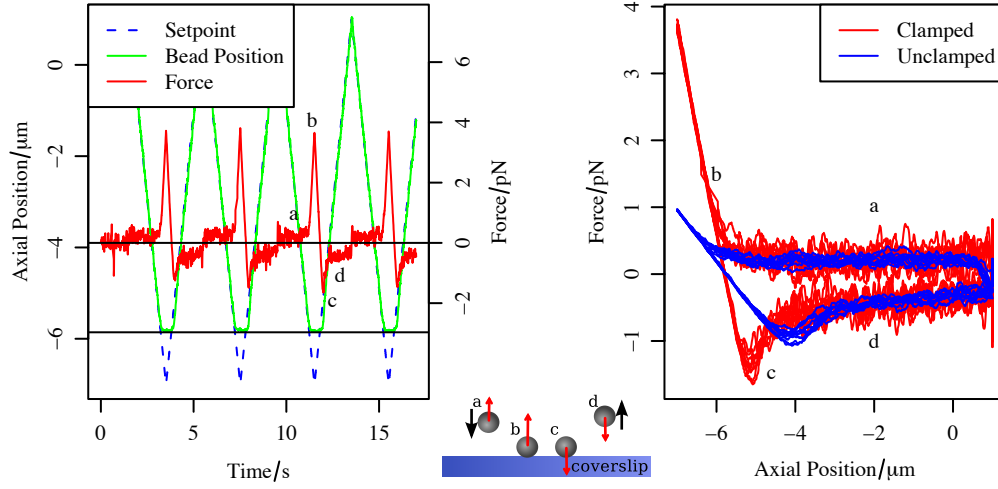 Setpoint
Bead Position
Force
Axial Position/μm
0
−2
−4
−6
a
b
c
d
6
4
2
0
−2
Force/pN
0
5
10
15
Time/s
a
b
c
d
coverslip
Clamped
Unclamped
Force/pN
4
3
2
1
0
−1
a
b
c
d
−6
−4
−2
0
Axial Position/μm